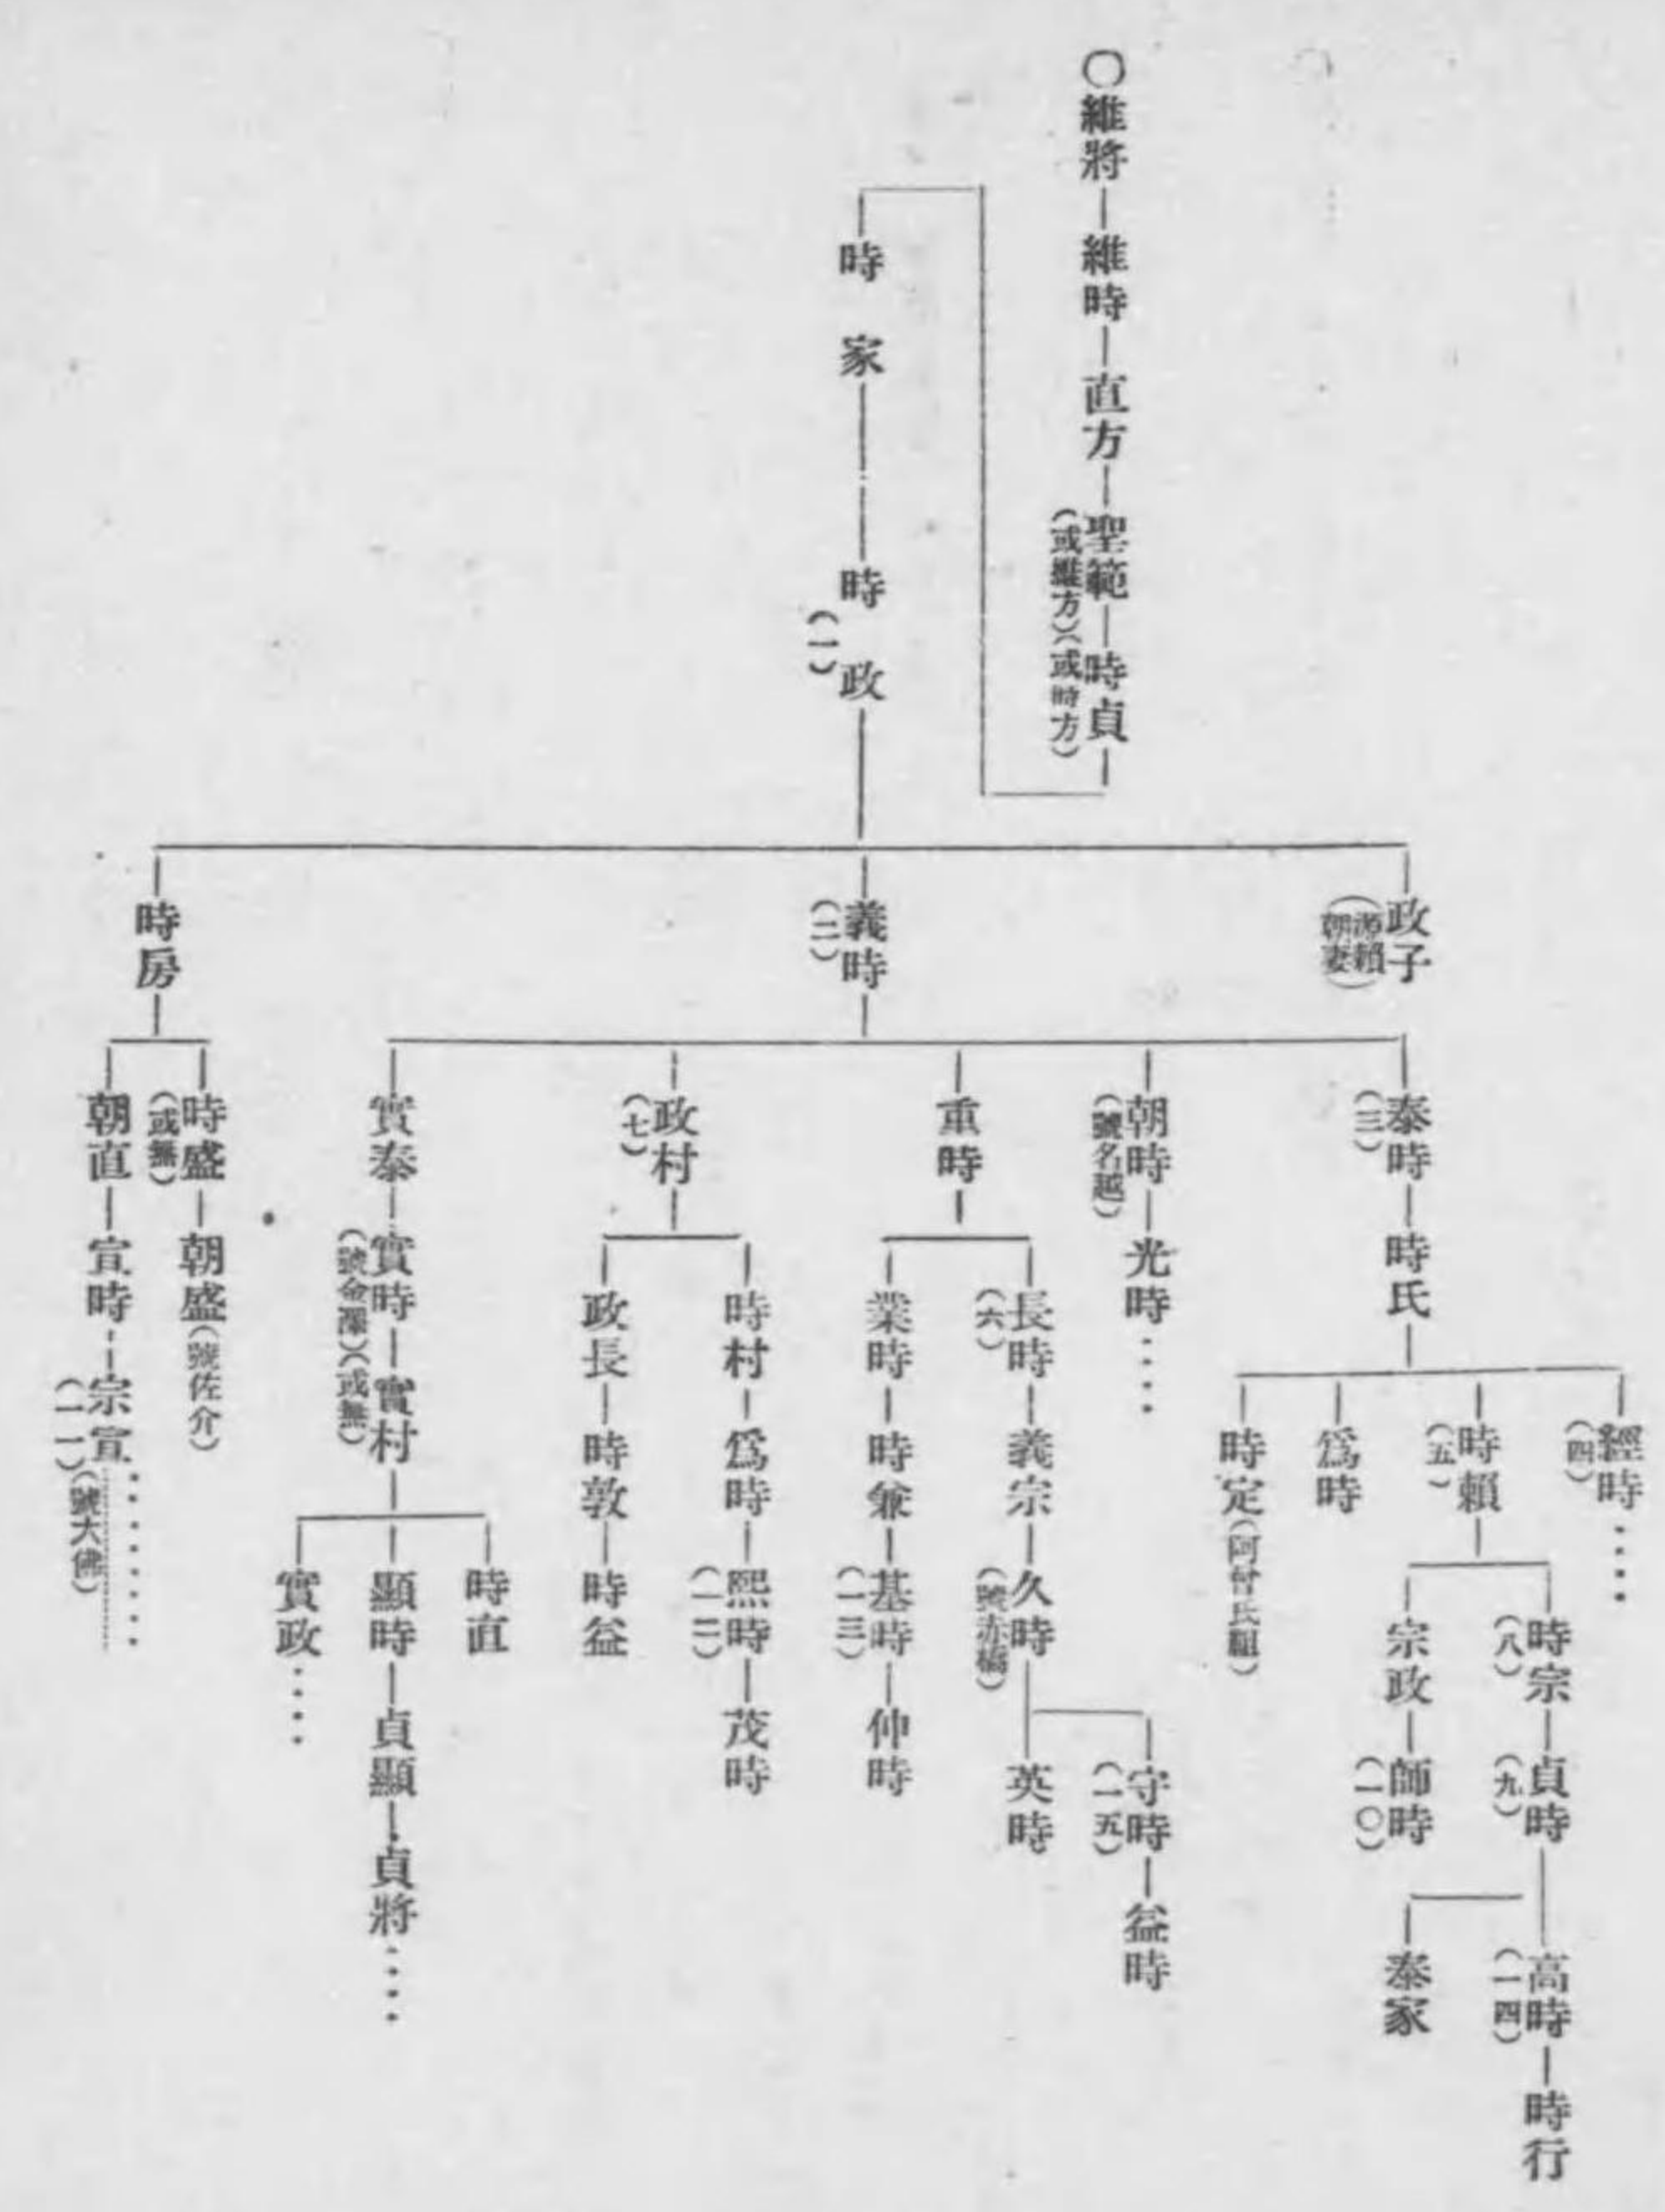 〇維將―維時―直方―聖範―時貞
(或維方)(或時方)
時家――時政
(一)
政子
(源賴
朝妻)
義時
(二)
時房
泰時―時氏
(三)
經時‥‥
(四)
時賴
(五)
時宗―貞時
(八)
(九)
高時―時行
(一四)
泰家
宗政―師時
(一〇)
爲時
時定(阿曾氏祖)
朝時―光時‥‥
(號名越)
重時
長時―義宗―久時
(六)
(號赤橋)
守時―益時
(一五)
英時
業時―時兼―基時―仲時
(一三)
政村
(七)
時村―爲時―熙時―茂時
(一二)
政長―時敦―時益
實泰―實時―實村
(號金澤)(或無)
時直
顯時―貞顯―貞將‥‥
實政‥‥
時盛―朝盛(號佐介)
(或無)
朝直―宣時―宗宣‥‥‥‥
(一一)(號大佛)